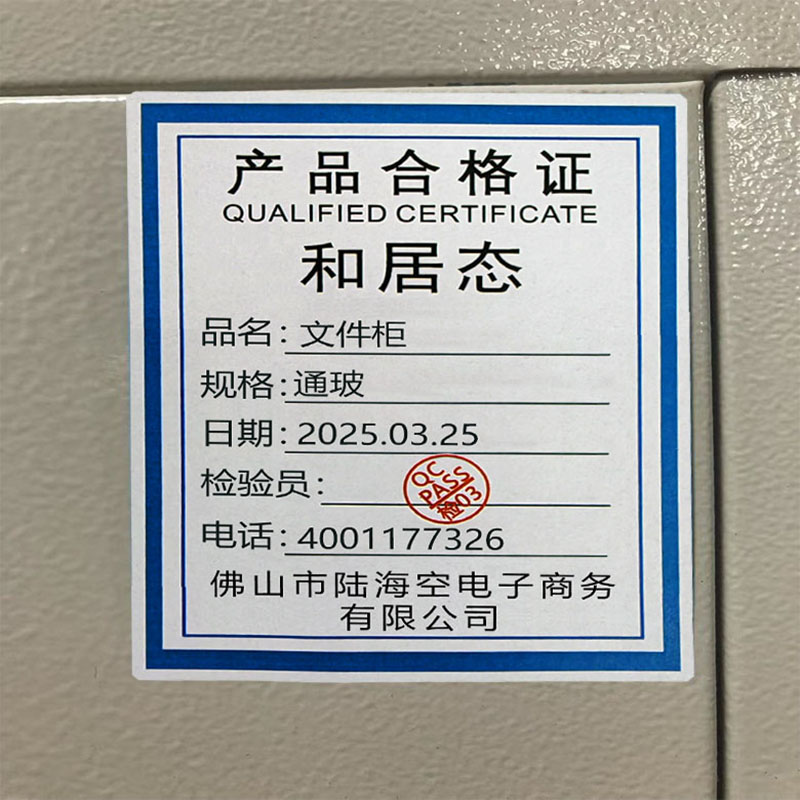 产品合格证
QUALIFIED CERTIFICATE
和居态
品名：文件柜
规格：通玻
日期：2025.03.25
检验员：
QC
PASS
检03
电话：4001177326
佛山市陆海空电子商务
有限公司